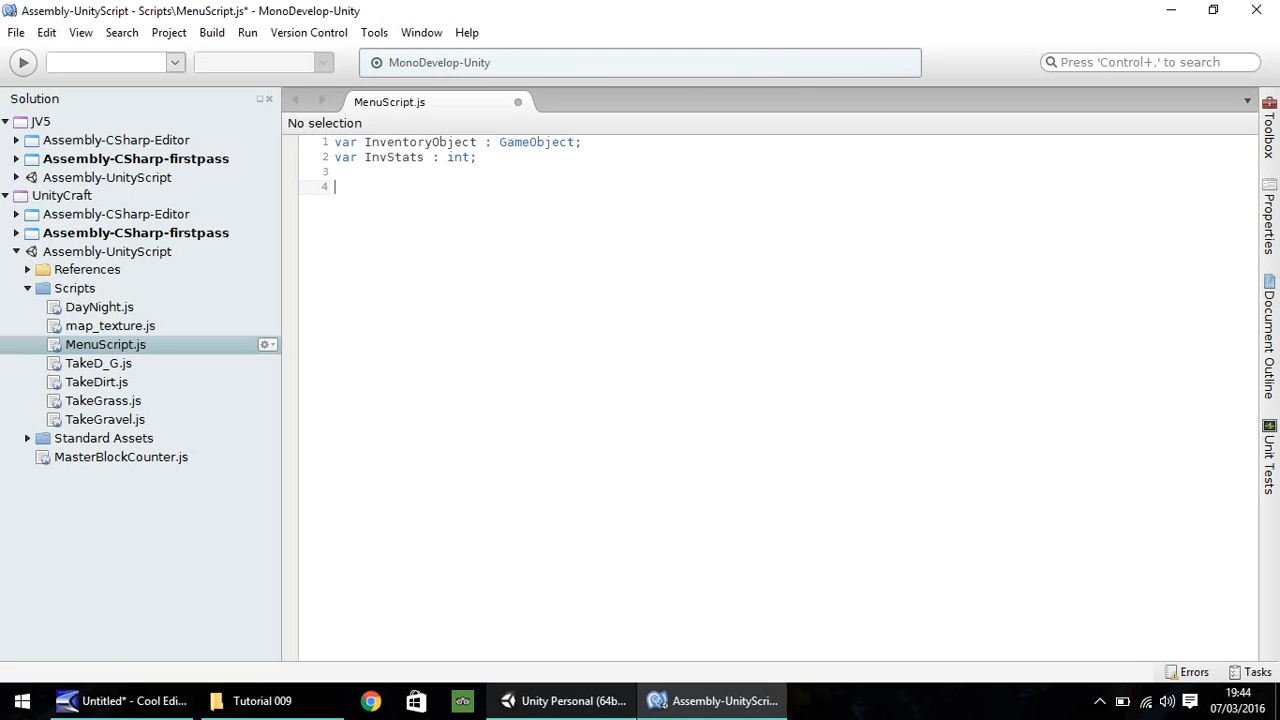 Assembly-UnityScript - Scripts\MenuScript.js* - MonoDevelop-Unity
File Edit View Search Project Build Run Version Control Tools Window Help
MonoDevelop-Unity
Press 'Control+,' to search
Solution
JV5
Assembly-CSharp-Editor
Assembly-CSharp-firstpass
Assembly-UnityScript
UnityCraft
Assembly-CSharp-Editor
Assembly-CSharp-firstpass
Assembly-UnityScript
References
Scripts
DayNight.js
map_texture.js
MenuScript.js
TakeD_G.js
TakeDirt.js
TakeGrass.js
TakeGravel.js
Standard Assets
MasterBlockCounter.js
MenuScript.js
No selection
1 var InventoryObject : GameObject;
2 var InvStats : int;
3
4
Toolbox
Properties
Document Outline
Unit Tests
Errors Tasks
Untitled* - Cool Edi...
Tutorial 009
Unity Personal (64b...
Assembly-UnityScri...
19:44
07/03/2016